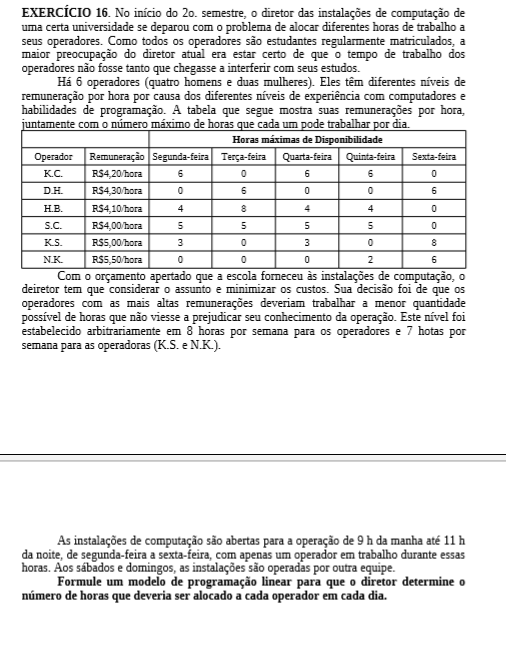 EXERCÍCIO 16. No início do 2o. semestre, o diretor das instalações de computação de
uma certa universidade se deparou com o problema de alocar diferentes horas de trabalho a
seus operadores. Como todos os operadores são estudantes regularmente matriculados, a
maior preocupação do diretor atual era estar certo de que o tempo de trabalho dos
operadores não fosse tanto que chegasse a interferir com seus estudos.
Há 6 operadores (quatro homens e duas mulheres). Eles têm diferentes níveis de
remuneração por hora por causa dos diferentes níveis de experiência com computadores e
habilidades de programação. A tabela que segue mostra suas remunerações por hora,
juntamente com o número máximo de horas que cada um pode trabalhar por dia.
Horas máximas de Disponibilidade
Operador Remuneração Segunda-feira Terça-feira Quarta-feira Quinta-feira Sexta-feira
K.C. R$4,20/hora 6 0 6 6 0
D.H. R$4,30/hora 0 6 0 0 6
H.B. R$4,10/hora 4 8 4 4 0
S.C. R$4,00/hora 5 5 5 5 0
K.S. R$5,00/hora 3 0 3 0 8
N.K. R$5,50/hora 0 0 0 2 6
Com o orçamento apertado que a escola forneceu às instalações de computação, o
deiretor tem que considerar o assunto e minimizar os custos. Sua decisão foi de que os
operadores com as mais altas remunerações deveriam trabalhar a menor quantidade
possível de horas que não viesse a prejudicar seu conhecimento da operação. Este nível foi
estabelecido arbitrariamente em 8 horas por semana para os operadores e 7 hotas por
semana para as operadoras (K.S. e N.K.).
As instalações de computação são abertas para a operação de 9 h da manha até 11 h
da noite, de segunda-feira a sexta-feira, com apenas um operador em trabalho durante essas
horas. Aos sábados e domingos, as instalações são operadas por outra equipe.
Formule um modelo de programação linear para que o diretor determine o
número de horas que deveria ser alocado a cada operador em cada dia.